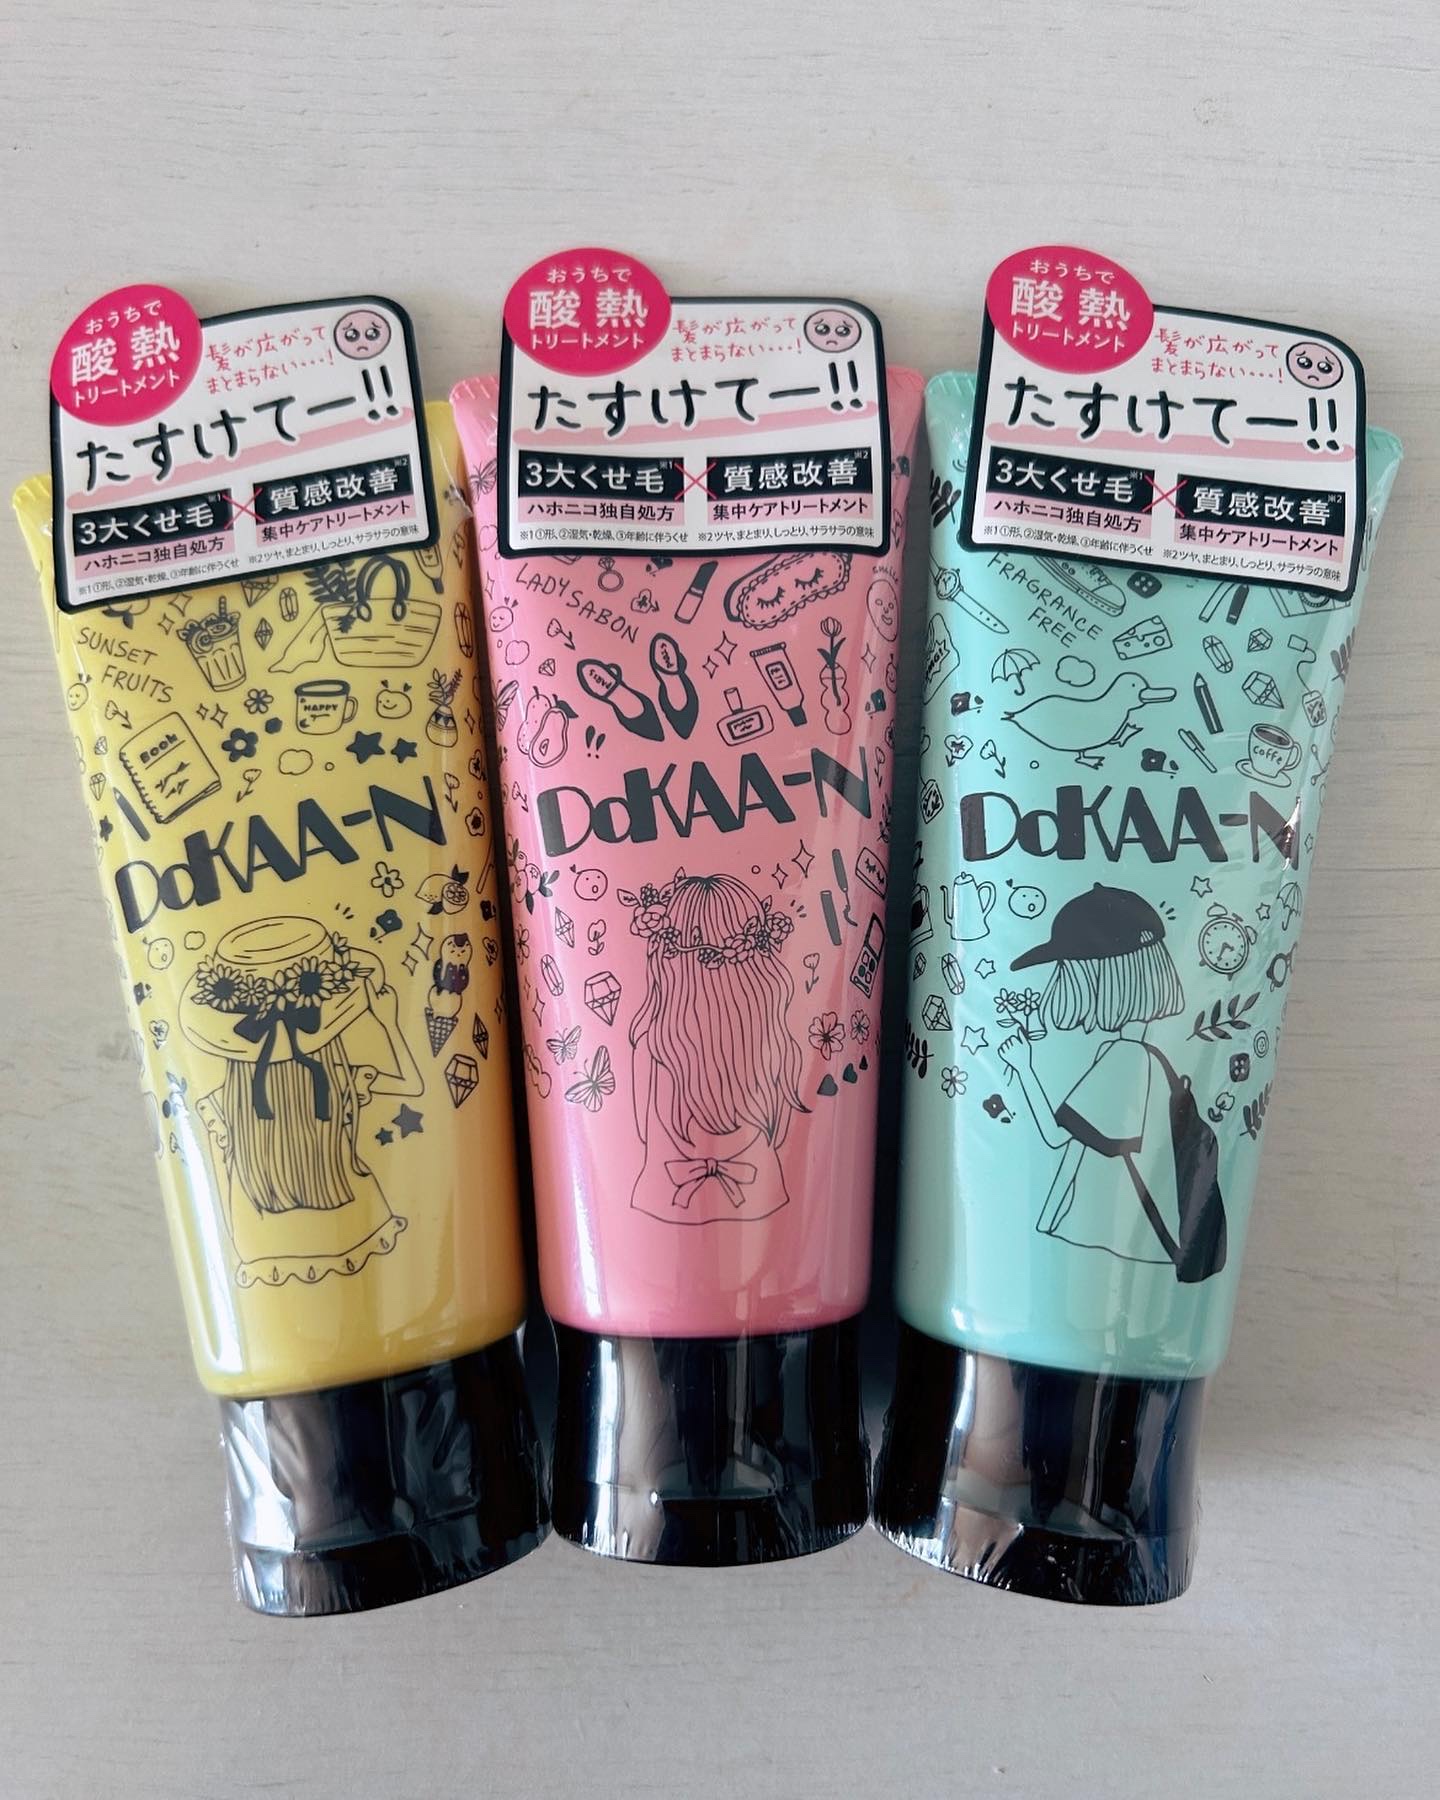 おうちで
酸熱
トリートメント
髪が広がって
まとまらない・・・!
たすけてー!!
3大くせ毛※1×質感改善※2
ハホニコ独自処方 集中ケアトリートメント
※1①形、②湿気・乾燥、③年齢に伴うくせ ※2ツヤ、まとまり、しっとり、サラサラの意味
SUNSET
FRUITS
HAPPY
BOOK
DoKAA-N
おうちで
酸熱
トリートメント
髪が広がって
まとまらない・・・!
たすけてー!!
3大くせ毛※1×質感改善※2
ハホニコ独自処方 集中ケアトリートメント
※1①形、②湿気・乾燥、③年齢に伴うくせ ※2ツヤ、まとまり、しっとり、サラサラの意味
LADY SABON
smile
DoKAA-N
おうちで
酸熱
トリートメント
髪が広がって
まとまらない・・・!
たすけてー!!
3大くせ毛※1×質感改善※2
ハホニコ独自処方 集中ケアトリートメント
※1①形、②湿気・乾燥、③年齢に伴うくせ ※2ツヤ、まとまり、しっとり、サラサラの意味
FRAGRANCE
FREE
Coffe
DoKAA-N